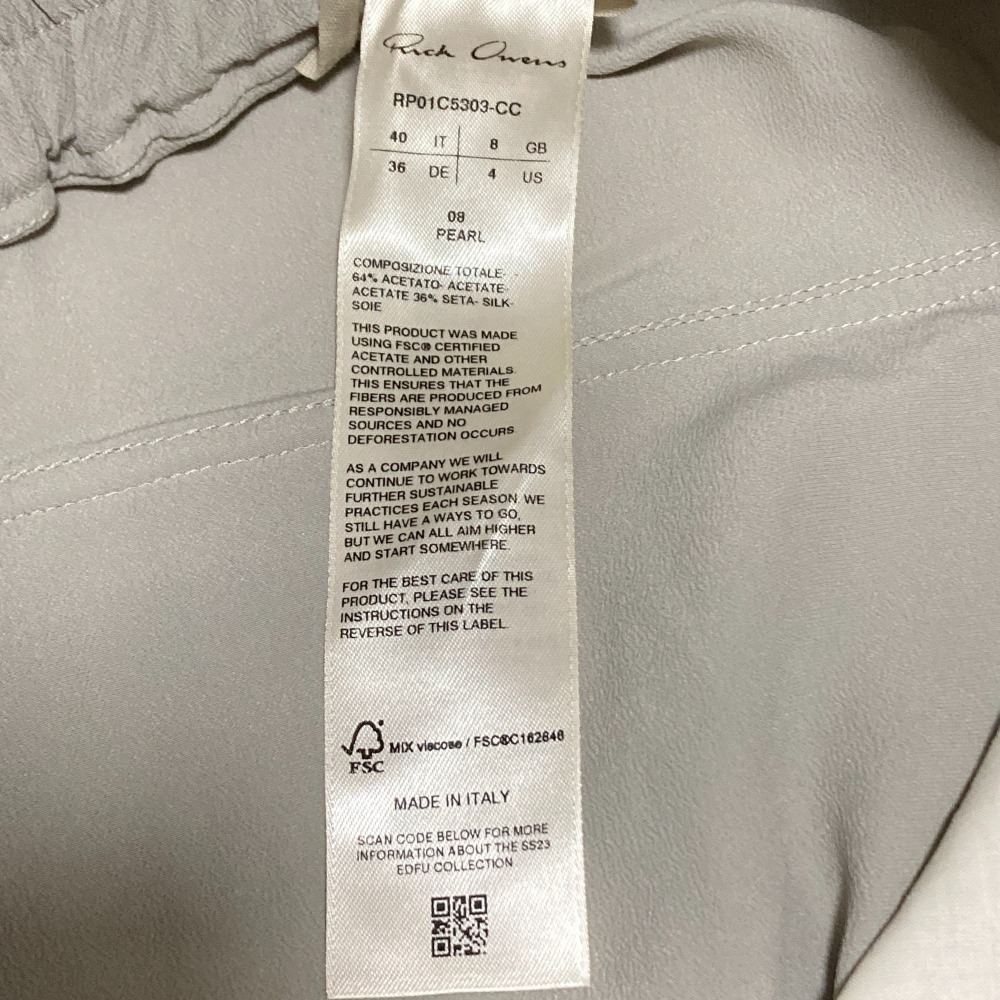 Rick Owens
RP01C5303-CC
40 IT 8 GB
36 DE 4 US
08
PEARL
COMPOSIZIONE TOTALE- -
64% ACETATO- ACETATE-
ACETATE 36% SETA- SILK-
SOIE
THIS PRODUCT WAS MADE
USING FSC® CERTIFIED
ACETATE AND OTHER
CONTROLLED MATERIALS.
THIS ENSURES THAT THE
FIBERS ARE PRODUCED FROM
RESPONSIBLY MANAGED
SOURCES AND NO
DEFORESTATION OCCURS.
AS A COMPANY WE WILL
CONTINUE TO WORK TOWARDS
FURTHER SUSTAINABLE
PRACTICES EACH SEASON. WE
STILL HAVE A WAYS TO GO,
BUT WE CAN ALL AIM HIGHER
AND START SOMEWHERE.
FOR THE BEST CARE OF THIS
PRODUCT, PLEASE SEE THE
INSTRUCTIONS ON THE
REVERSE OF THIS LABEL.
FSC MIX viscose / FSC®C162646
MADE IN ITALY
SCAN CODE BELOW FOR MORE
INFORMATION ABOUT THE SS23
EDFU COLLECTION